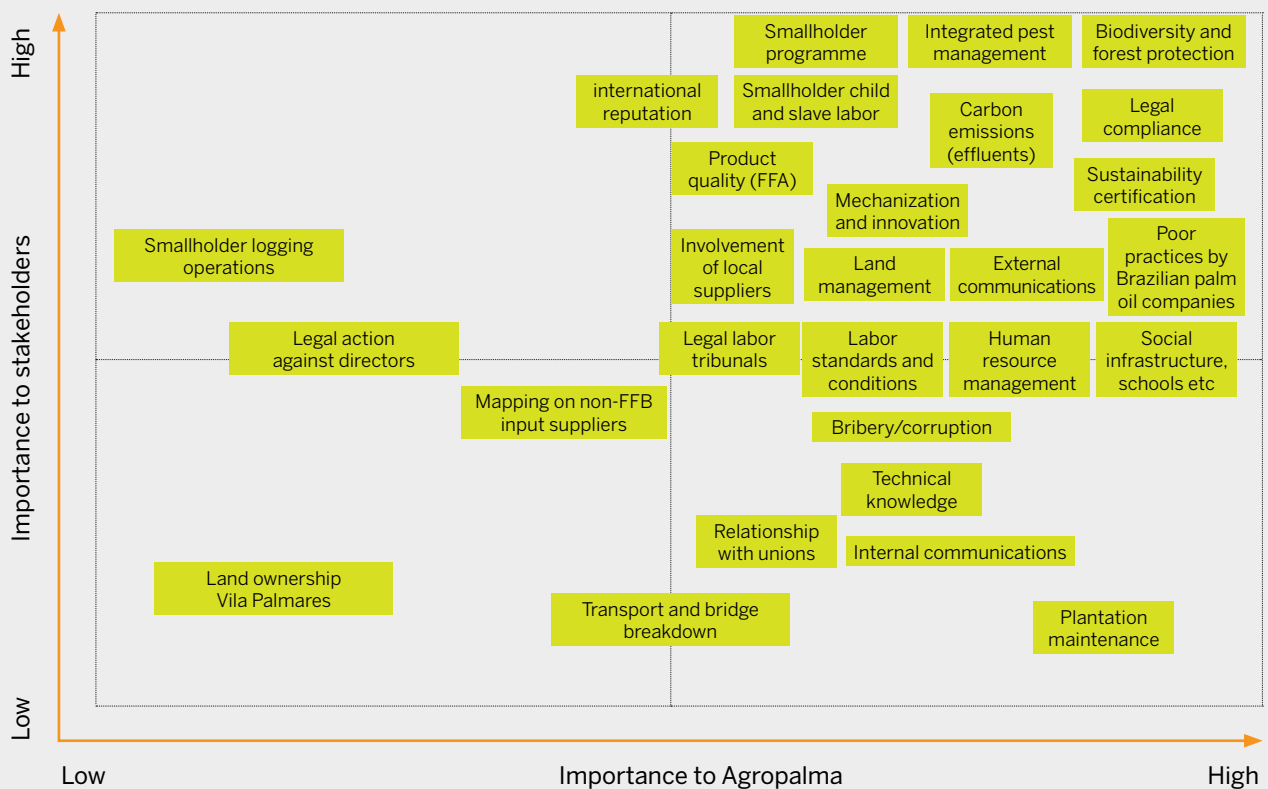 High
Importance to stakeholders
Low
Smallholder
programme
Integrated pest
management
Biodiversity and
forest protection
international
reputation
Smallholder child
and slave labor
Carbon
emissions
(effluents)
Legal
compliance
Product
quality (FFA)
Sustainability
certification
Mechanization
and innovation
Smallholder logging
operations
Involvement
of local
suppliers
Land
management
External
communications
Poor
practices by
Brazilian palm
oil companies
Legal action
against directors
Legal labor
tribunals
Labor
standards and
conditions
Human
resource
management
Social
infrastructure,
schools etc
Mapping on non-FFB
input suppliers
Bribery/corruption
Technical
knowledge
Relationship
with unions
Internal communications
Land ownership
Vila Palmares
Transport and bridge
breakdown
Plantation
maintenance
Low
Importance to Agropalma
High